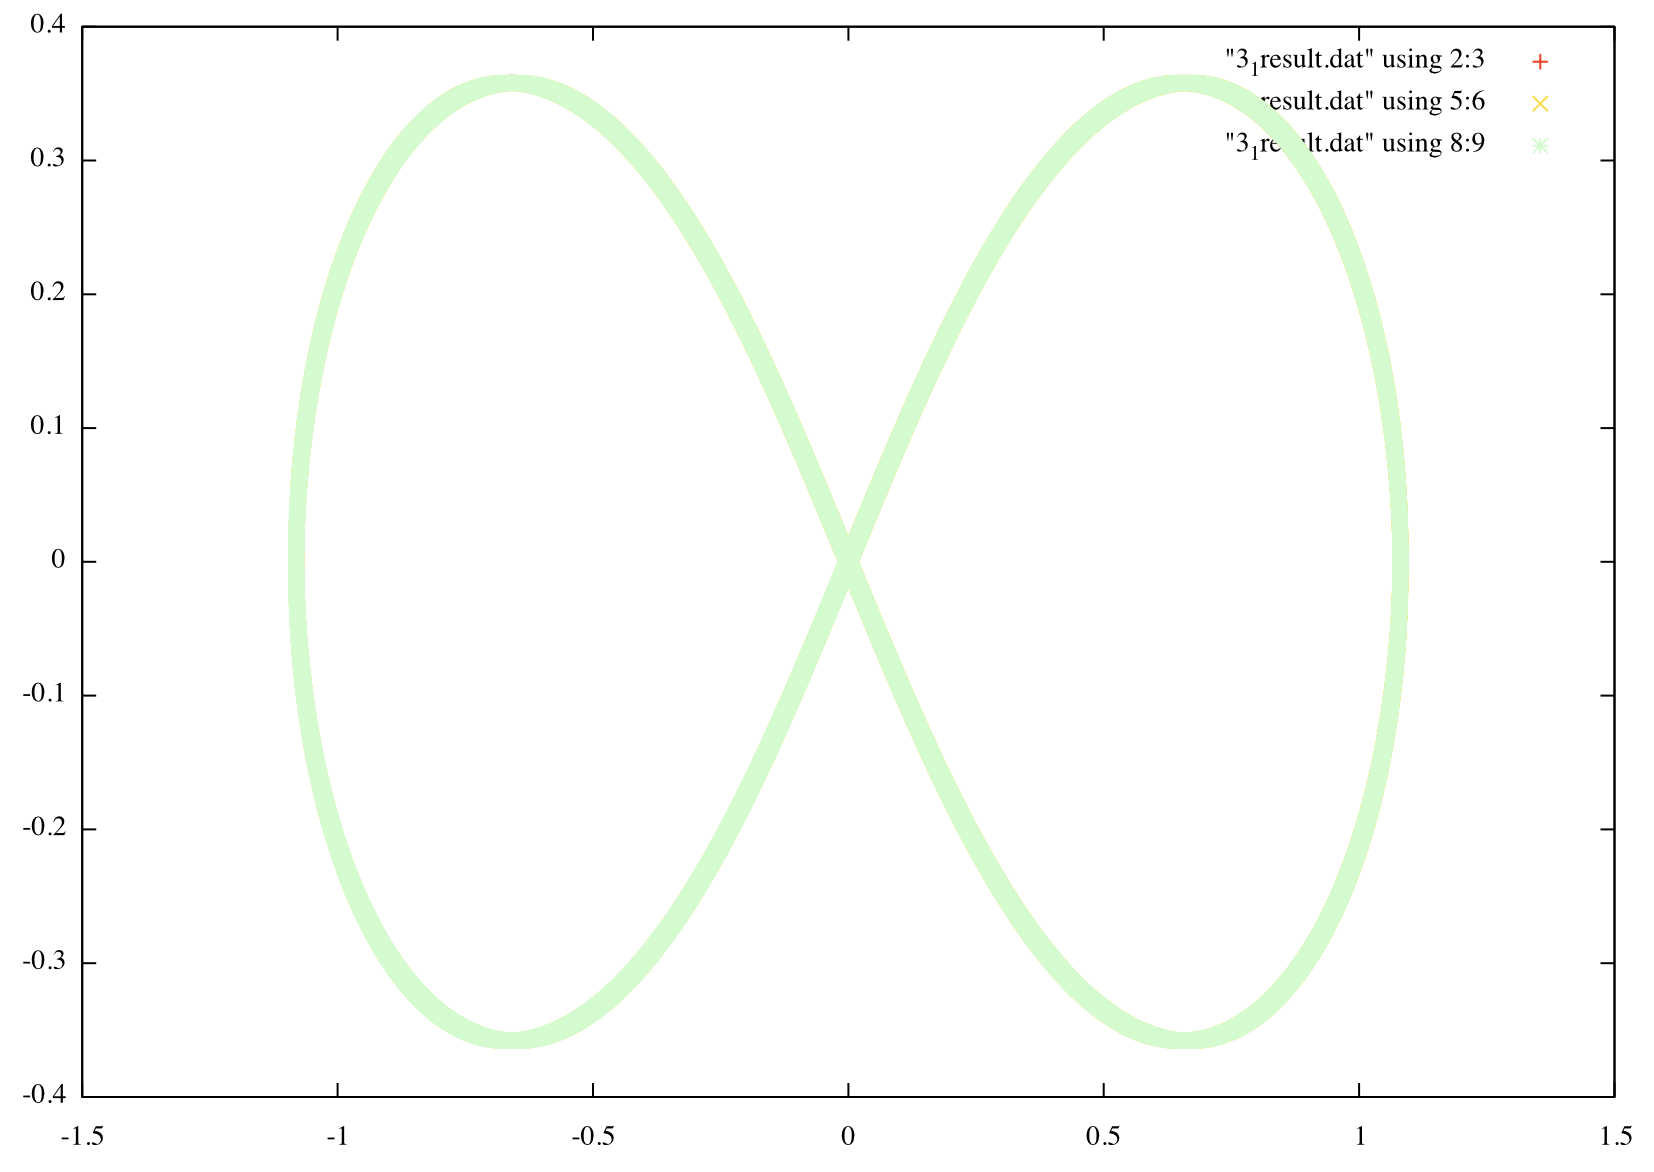 0.4
"3₁result.dat" using 2:3
result.dat" using 5:6
"3₁result.dat" using 8:9
0.3
0.2
0.1
0
-0.1
-0.2
-0.3
-0.4
-1.5 -1 -0.5 0 0.5 1 1.5